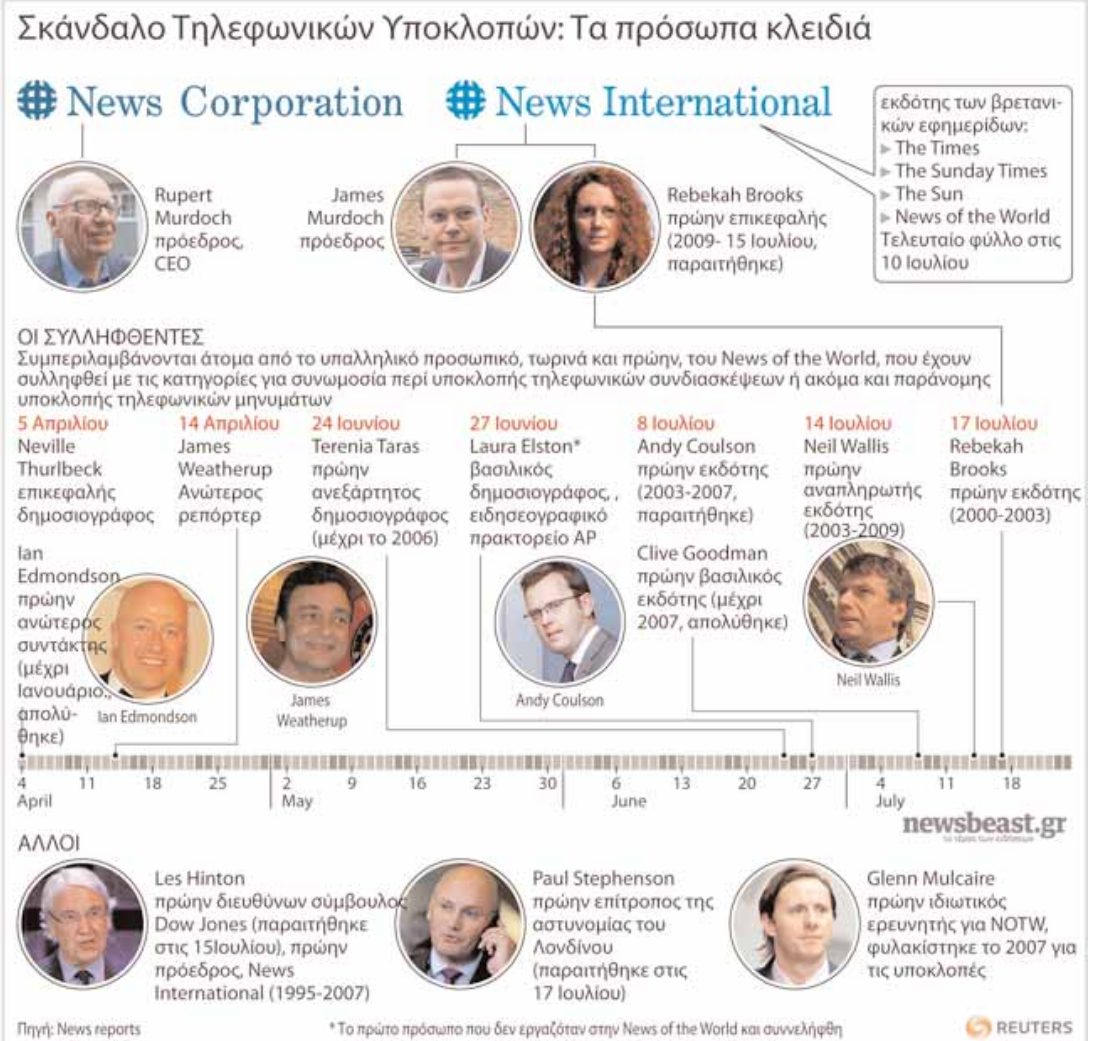 Σκάνδαλο Τηλεφωνικών Υποκλοπών: Τα πρόσωπα κλειδιά
News Corporation
News International
εκδότης των βρετανι-
κών εφημερίδων:
▶ The Times
▶ The Sunday Times
▶ The Sun
▶ News of the World
Τελευταίο φύλλο στις
10 Ιουλίου
Rupert
Murdoch
πρόεδρος,
CEO
James
Murdoch
πρόεδρος
Rebekah Brooks
πρώην επικεφαλής
(2009- 15 Ιουλίου,
παραιτήθηκε)
ΟΙ ΣΥΛΛΗΦΘΕΝΤΕΣ
Συμπεριλαμβάνονται άτομα από το υπαλληλικό προσωπικό, τωρινά και πρώην, του News of the World, που έχουν
συλληφθεί με τις κατηγορίες για συνωμοσία περί υποκλοπής τηλεφωνικών συνδιασκέψεων ή ακόμα και παράνομης
υποκλοπής τηλεφωνικών μηνυμάτων
5 Απριλίου
Neville
Thurlbeck
επικεφαλής
δημοσιογράφος
Ian
Edmondson
πρώην
ανώτερος
συντάκτης
(μέχρι
Ιανουάριο.,
απολύ-
θηκε)
14 Απριλίου
James
Weatherup
Ανώτερος
ρεπόρτερ
24 Ιουνίου
Terenia Taras
πρώην
ανεξάρτητος
δημοσιογράφος
(μέχρι το 2006)
27 Ιουνίου
Laura Elston*
βασιλικός
δημοσιογράφος, ,
ειδησεογραφικό
πρακτορείο AP
8 Ιουλίου
Andy Coulson
πρώην εκδότης
(2003-2007,
παραιτήθηκε)
Clive Goodman
πρώην βασιλικός
εκδότης (μέχρι
2007, απολύθηκε)
14 Ιουλίου
Neil Wallis
πρώην
αναπληρωτής
εκδότης
(2003-2009)
17 Ιουλίου
Rebekah
Brooks
πρώην εκδότης
(2000-2003)
Ian Edmondson
James
Weatherup
Andy Coulson
Neil Wallis
4 11 18 25 2 9 16 23 30 6 13 20 27 4 11 18
April May June July
newsbeast.gr
ΑΛΛΟΙ
Les Hinton
πρώην διευθύνων σύμβουλος
Dow Jones (παραιτήθηκε
στις 15Ιουλίου), πρώην
πρόεδρος, News
International (1995-2007)
Paul Stephenson
πρώην επίτροπος της
αστυνομίας του
Λονδίνου
(παραιτήθηκε στις
17 Ιουλίου)
Glenn Mulcaire
πρώην ιδιωτικός
ερευνητής για NOTW,
φυλακίστηκε το 2007 για
τις υποκλοπές
Πηγή: News reports
* Το πρώτο πρόσωπο που δεν εργαζόταν στην News of the World και συννελήφθη
REUTERS